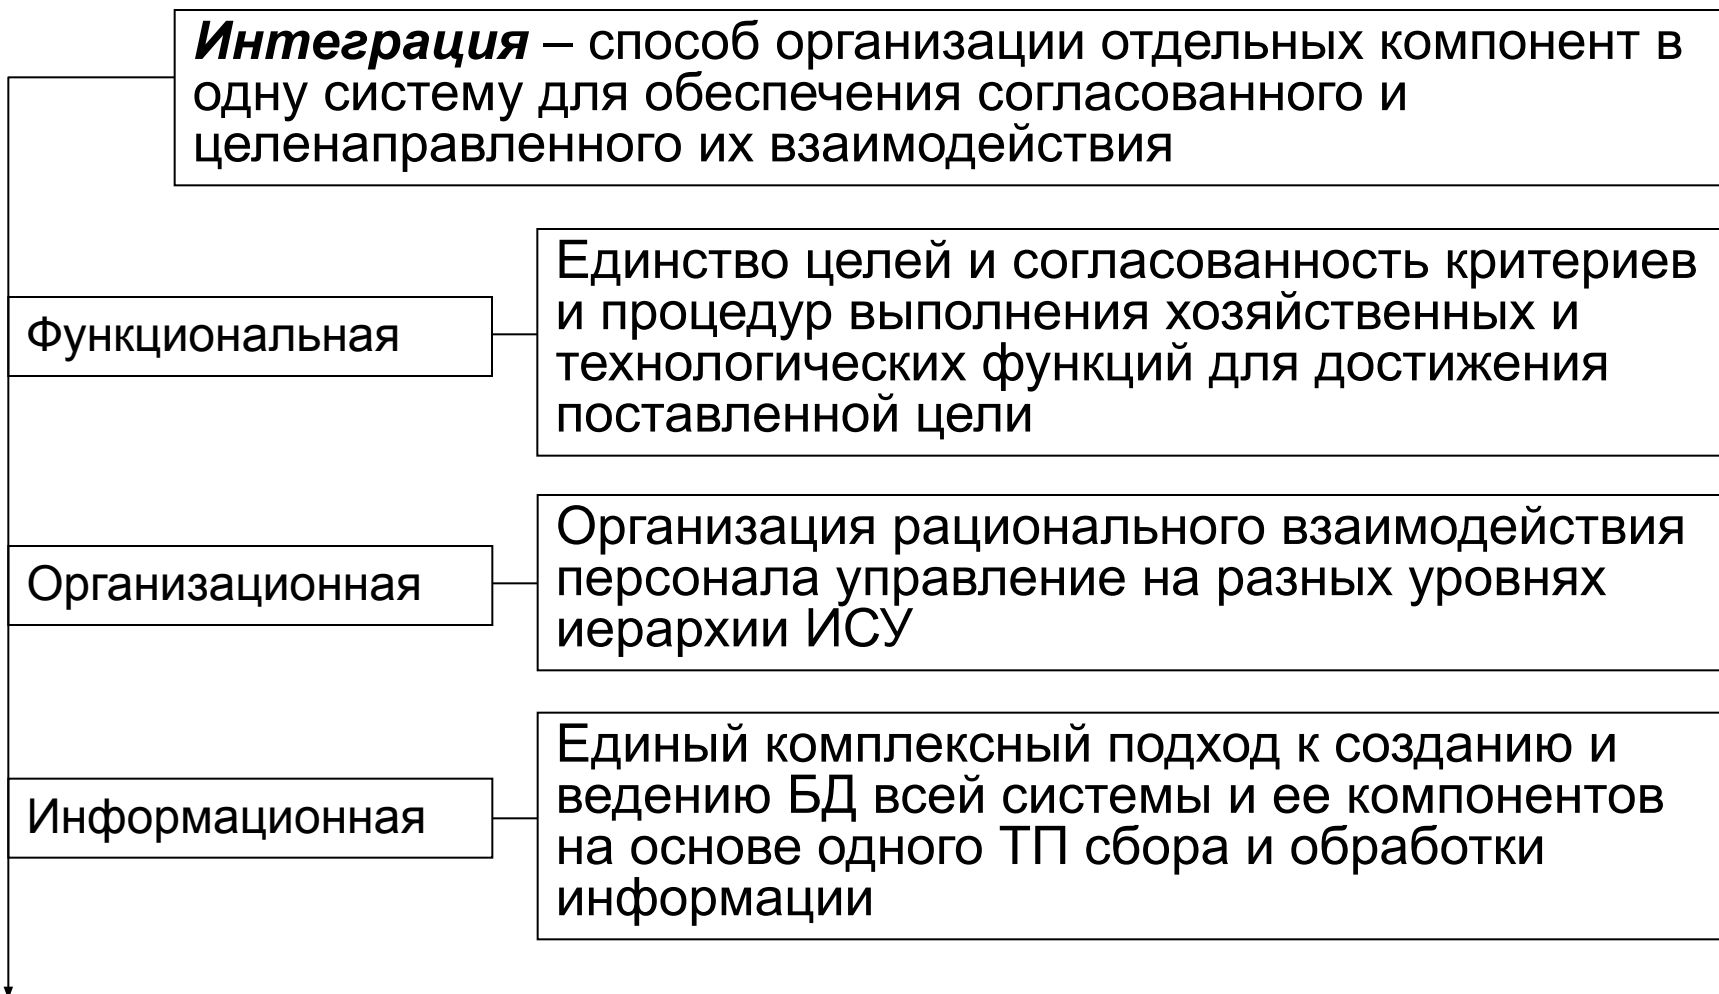 Интеграция – способ организации отдельных компонент в
одну систему для обеспечения согласованного и
целенаправленного их взаимодействия
Функциональная
Единство целей и согласованность критериев
и процедур выполнения хозяйственных и
технологических функций для достижения
поставленной цели
Организационная
Организация рационального взаимодействия
персонала управление на разных уровнях
иерархии ИСУ
Информационная
Единый комплексный подход к созданию и
ведению БД всей системы и ее компонентов
на основе одного ТП сбора и обработки
информации